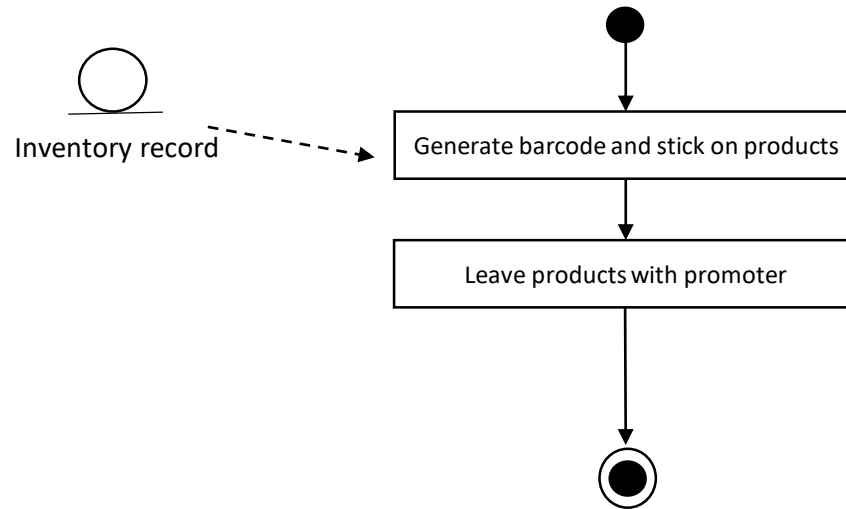 Generate barcode and stick on products
Inventory record
Leave products with promoter